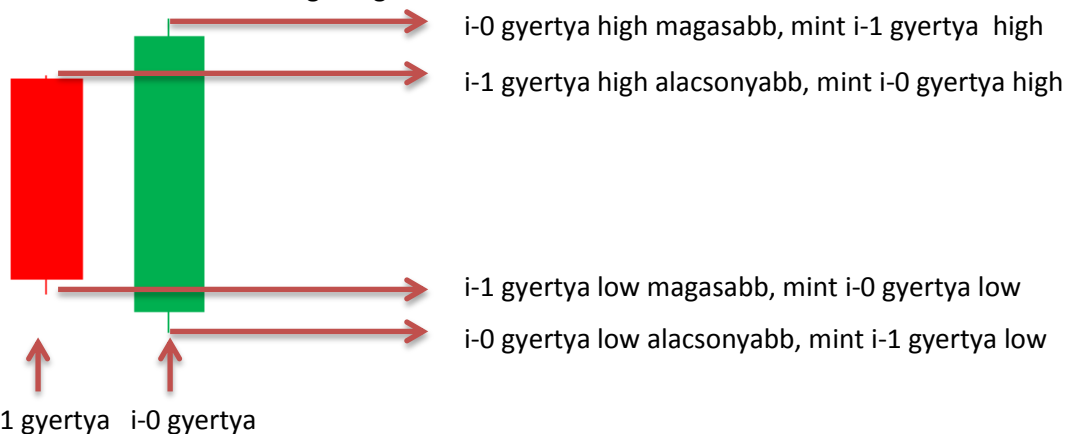 i-0 gyertya high magasabb, mint i-1 gyertya high
i-1 gyertya high alacsonyabb, mint i-0 gyertya high
i-1 gyertya low magasabb, mint i-0 gyertya low
i-0 gyertya low alacsonyabb, mint i-1 gyertya low
1 gyertya i-0 gyertya